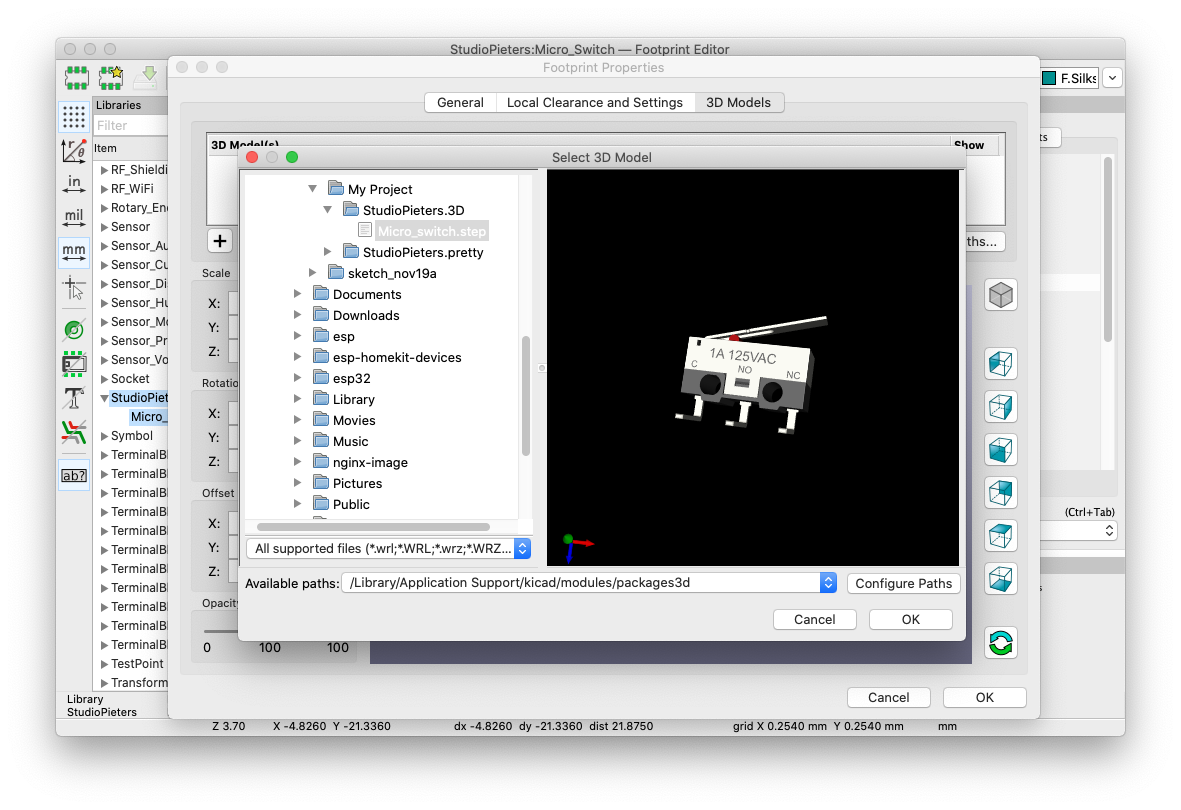 StudioPieters:Micro_Switch — Footprint Editor
Footprint Properties
F.Silks
General
Local Clearance and Settings
3D Models
Libraries
Filter
Item
RF_Shieldi
RF_WiFi
Rotary_En
Sensor
Sensor_Au
Sensor_Cu
Sensor_Di
Sensor_Hu
Sensor_Mo
Sensor_Pr
Sensor_Vo
Socket
StudioPiet
Micro_
Symbol
TerminalBl
TerminalBl
TerminalBl
TerminalBl
TerminalBl
TerminalBl
TerminalBl
TerminalBl
TerminalBl
TerminalBl
TerminalBl
TestPoint
Transform
in
mil
mm
ab?
Library
StudioPieters
3D Model(s)
Show
ths...
ts
Scale
X:
Y:
Z:
Rotatio
X:
Y:
Z:
Offset
X:
Y:
Z:
Opacity
0
100
100
Select 3D Model
My Project
StudioPieters.3D
Micro_switch.step
StudioPieters.pretty
sketch_nov19a
Documents
Downloads
esp
esp-homekit-devices
esp32
Library
Movies
Music
nginx-image
Pictures
Public
1A 125VAC
C
NO
NC
All supported files (*.wrl;*.WRL;*.wrz;*.WRZ...
Available paths:
/Library/Application Support/kicad/modules/packages3d
Configure Paths
Cancel
OK
(Ctrl+Tab)
Cancel
OK
Z 3.70
X -4.8260 Y -21.3360
dx -4.8260 dy -21.3360 dist 21.8750
grid X 0.2540 mm Y 0.2540 mm
mm